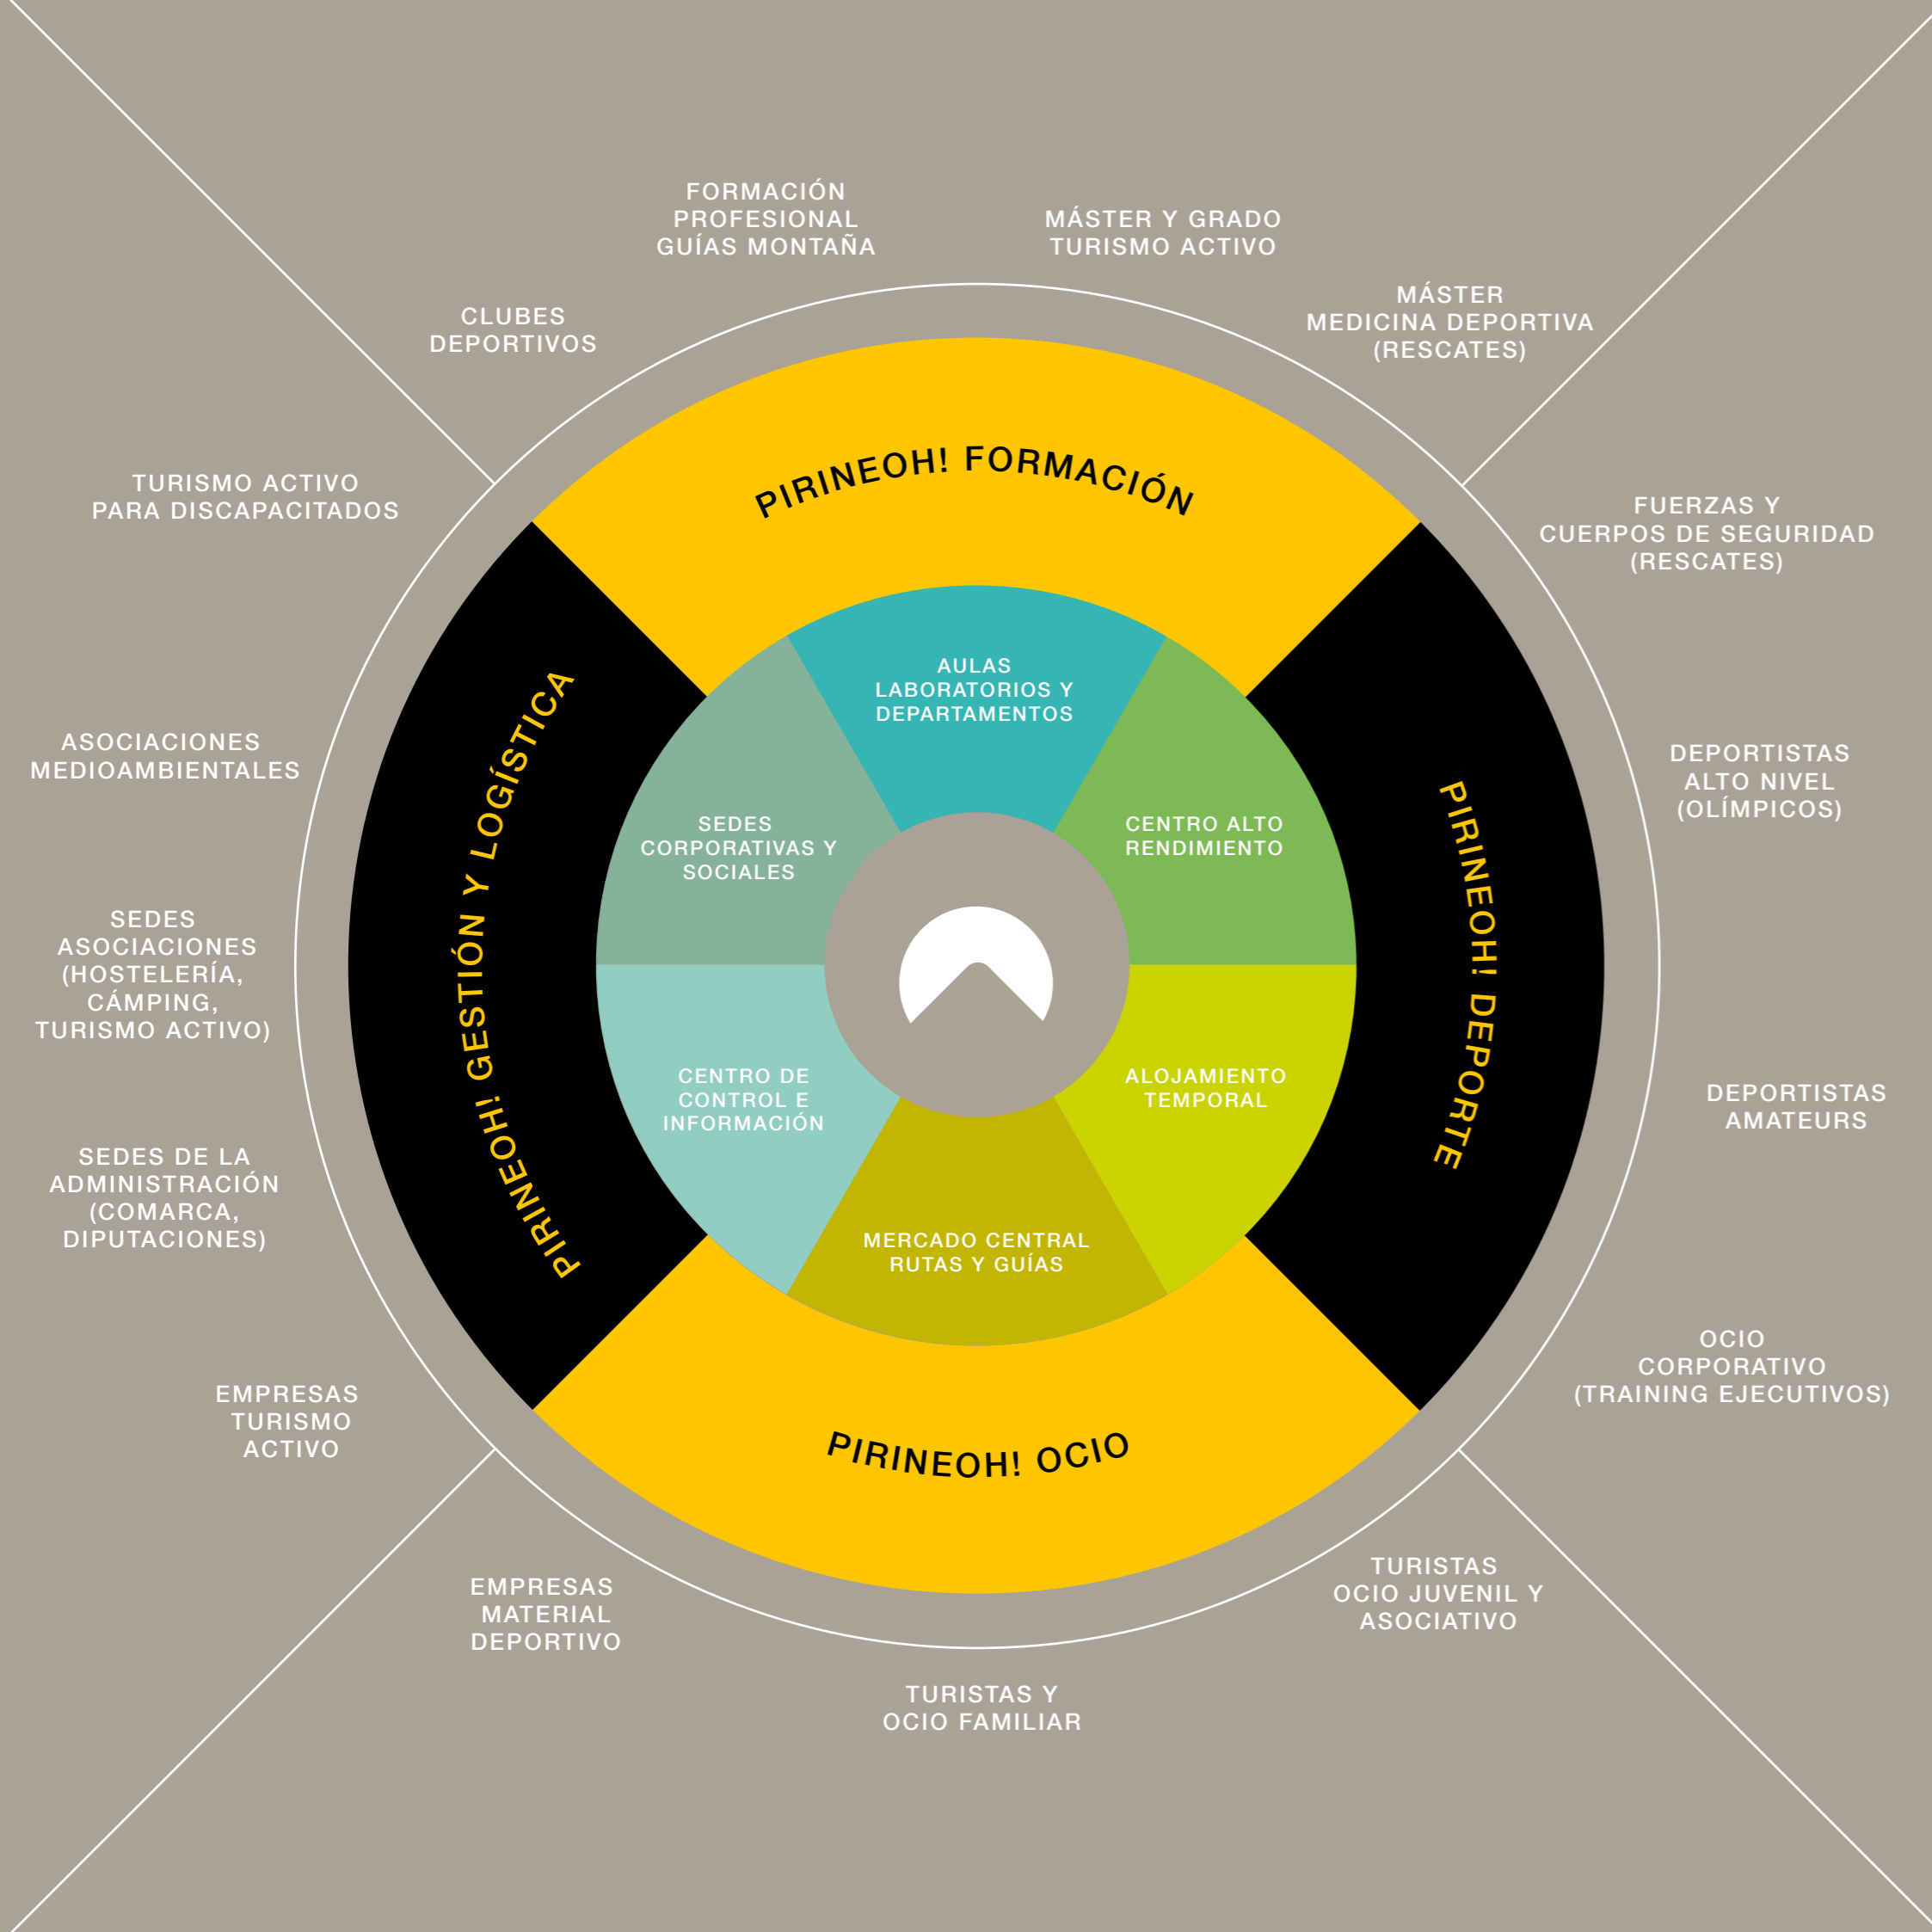 FORMACIÓN
PROFESIONAL
GUÍAS MONTAÑA
MÁSTER Y GRADO
TURISMO ACTIVO
MÁSTER
MEDICINA DEPORTIVA
(RESCATES)
CLUBES
DEPORTIVOS
TURISMO ACTIVO
PARA DISCAPACITADOS
FUERZAS Y
CUERPOS DE SEGURIDAD
(RESCATES)
PIRINEOH! FORMACIÓN
ASOCIACIONES
MEDIOAMBIENTALES
DEPORTISTAS
ALTO NIVEL
(OLÍMPICOS)
PIRINEOH! GESTIÓN Y LOGÍSTICA
AULAS
LABORATORIOS Y
DEPARTAMENTOS
SEDES
CORPORATIVAS Y
SOCIALES
CENTRO ALTO
RENDIMIENTO
PIRINEOH! DEPORTE
SEDES
ASOCIACIONES
(HOSTELERÍA,
CÁMPING,
TURISMO ACTIVO)
CENTRO DE
CONTROL E
INFORMACIÓN
ALOJAMIENTO
TEMPORAL
DEPORTISTAS
AMATEURS
SEDES DE LA
ADMINISTRACIÓN
(COMARCA,
DIPUTACIONES)
MERCADO CENTRAL
RUTAS Y GUÍAS
OCIO
CORPORATIVO
(TRAINING EJECUTIVOS)
EMPRESAS
TURISMO
ACTIVO
PIRINEOH! OCIO
EMPRESAS
MATERIAL
DEPORTIVO
TURISTAS
OCIO JUVENIL Y
ASOCIATIVO
TURISTAS Y
OCIO FAMILIAR